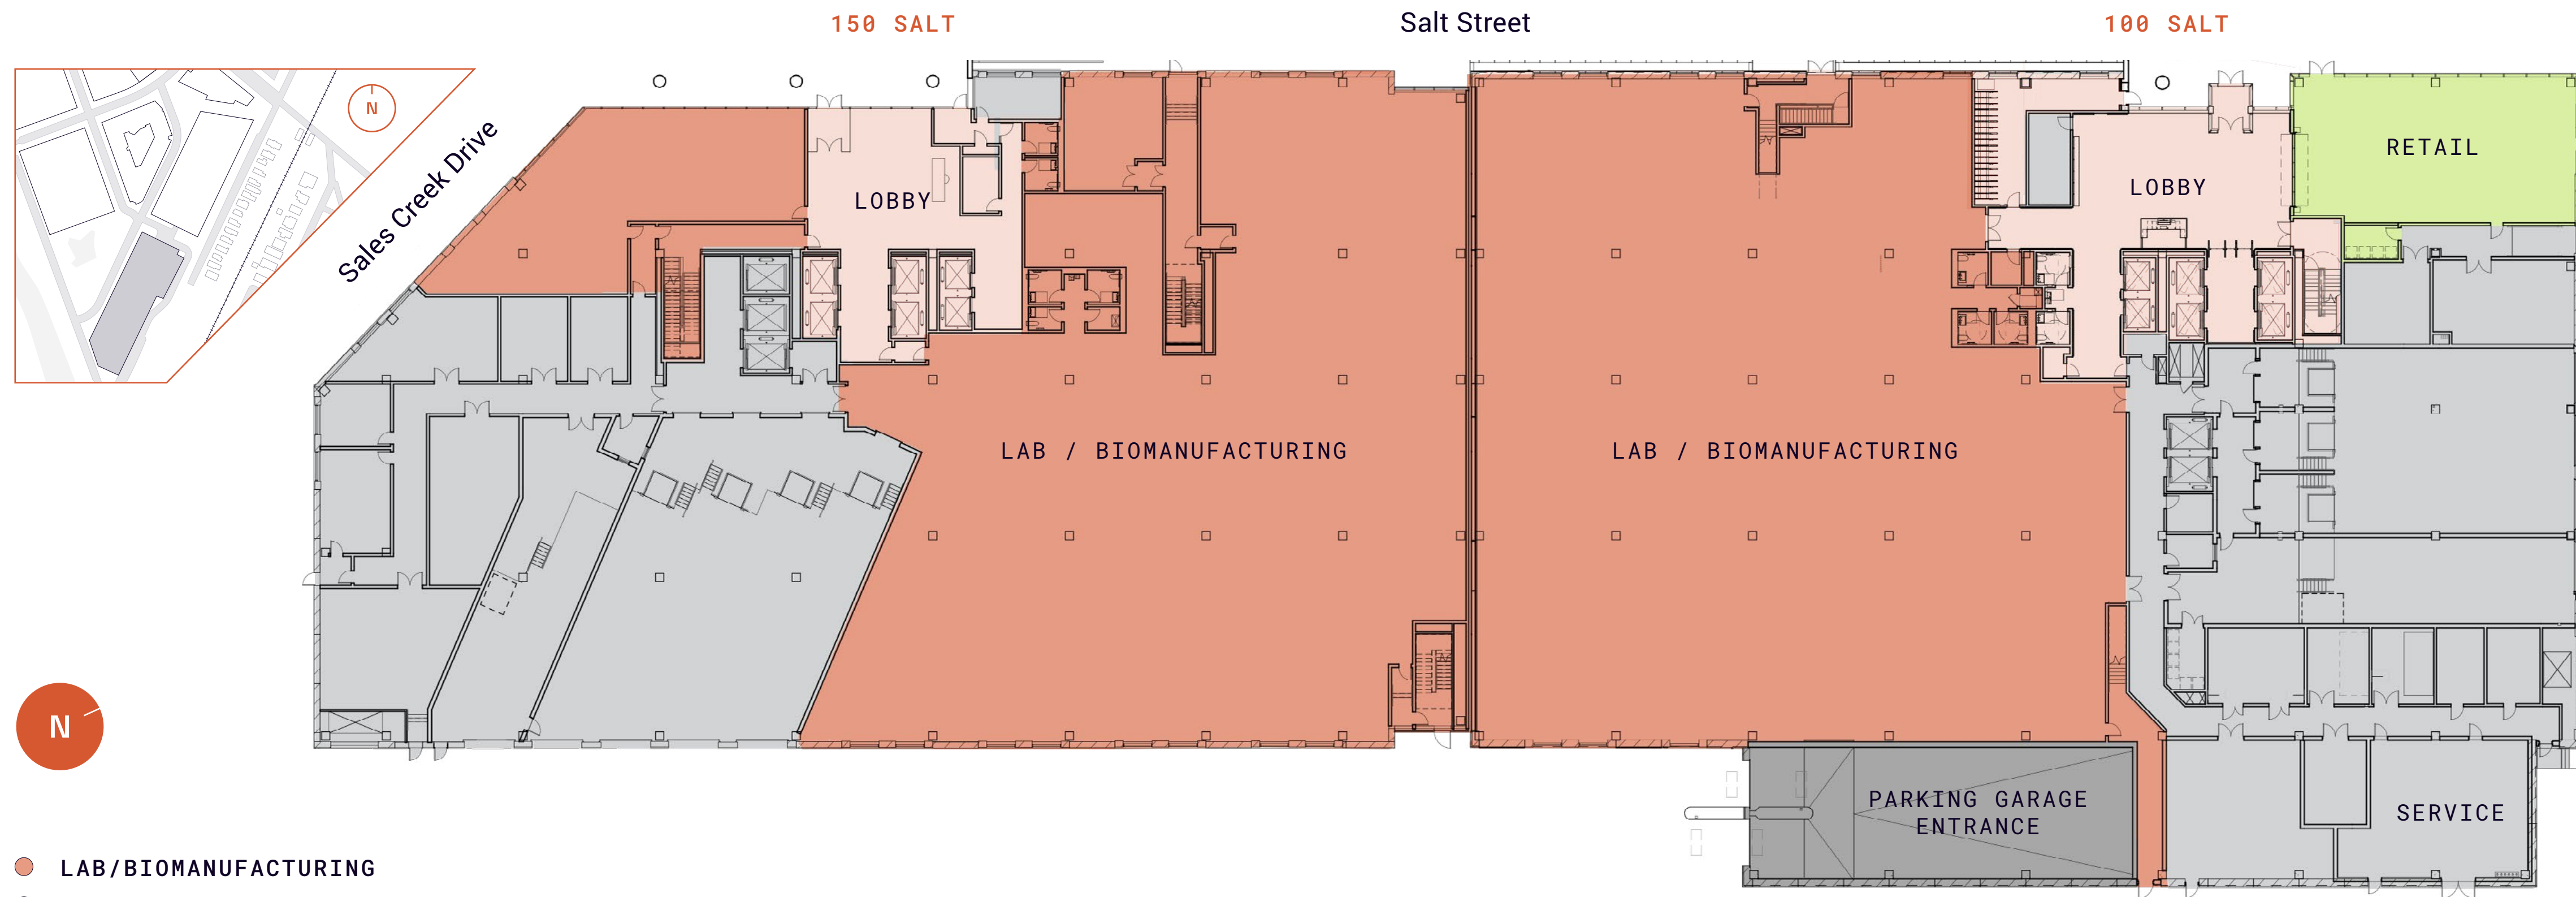 150 SALT
Salt Street
100 SALT
N
Sales Creek Drive
RETAIL
LOBBY
LOBBY
LAB / BIOMANUFACTURING
LAB / BIOMANUFACTURING
N
PARKING GARAGE
ENTRANCE
SERVICE
LAB/BIOMANUFACTURING